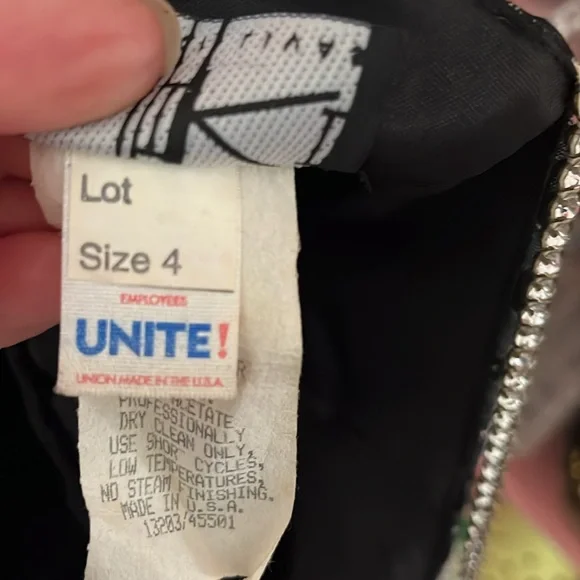 Lot
Size 4
EMPLOYEES
UNITE!
UNION MADE IN THE U.S.A.
R
ACETATE
PROFESSIONALLY
DRY CLEAN ONLY,
USE SHORT CYCLES,
LOW TEMPERATURES,
NO STEAM FINISHING.
MADE IN U.S.A.
13203/45501